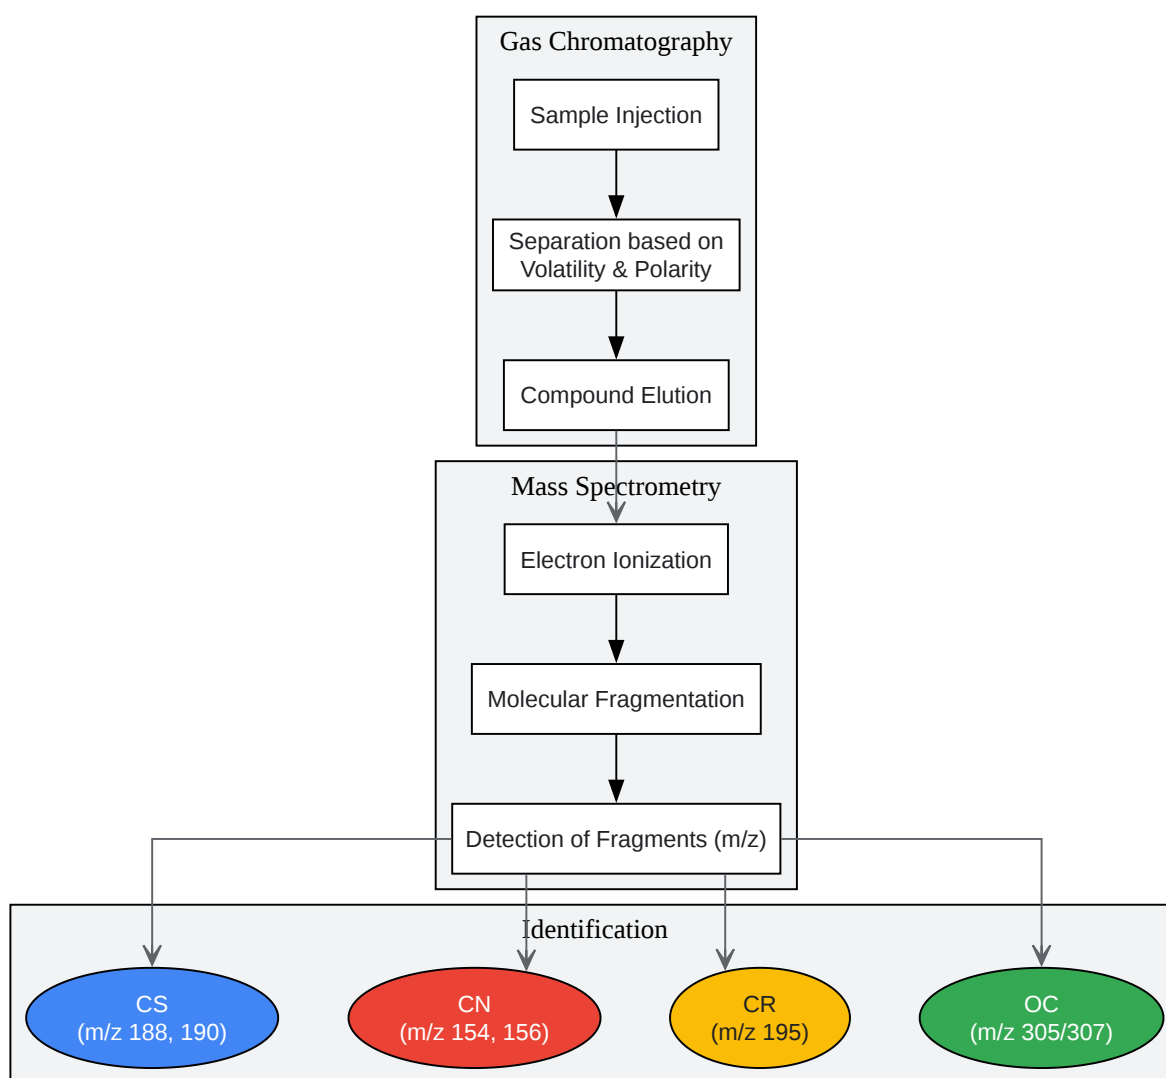 Gas Chromatography
Sample Injection
Separation based on
Volatility & Polarity
Compound Elution
Mass Spectrometry
Electron Ionization
Molecular Fragmentation
Detection of Fragments (m/z)
Identification
CS
(m/z 188, 190)
CN
(m/z 154, 156)
CR
(m/z 195)
OC
(m/z 305/307)